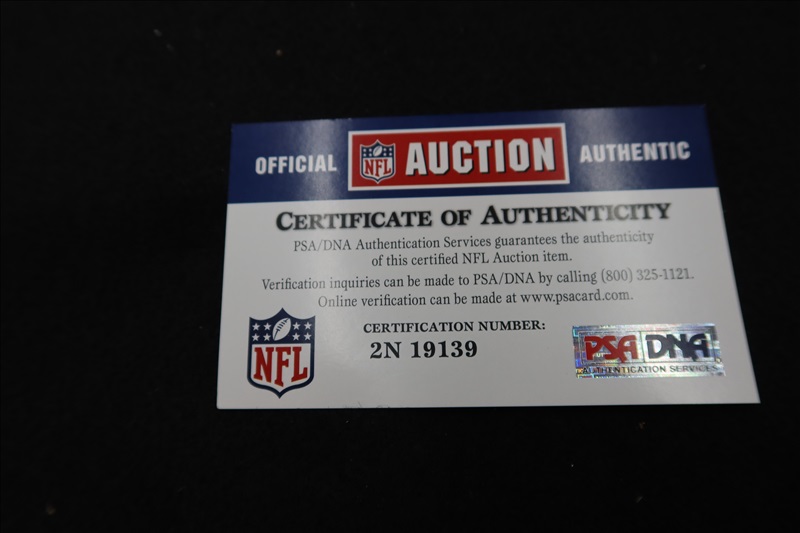 OFFICIAL NFL AUCTION AUTHENTIC
CERTIFICATE OF AUTHENTICITY
PSA/DNA Authentication Services guarantees the authenticity
of this certified NFL Auction item.
Verification inquiries can be made to PSA/DNA by calling (800) 325-1121.
Online verification can be made at www.psacard.com.
NFL
CERTIFICATION NUMBER:
2N 19139
PSA DNA
AUTHENTICATION SERVICES